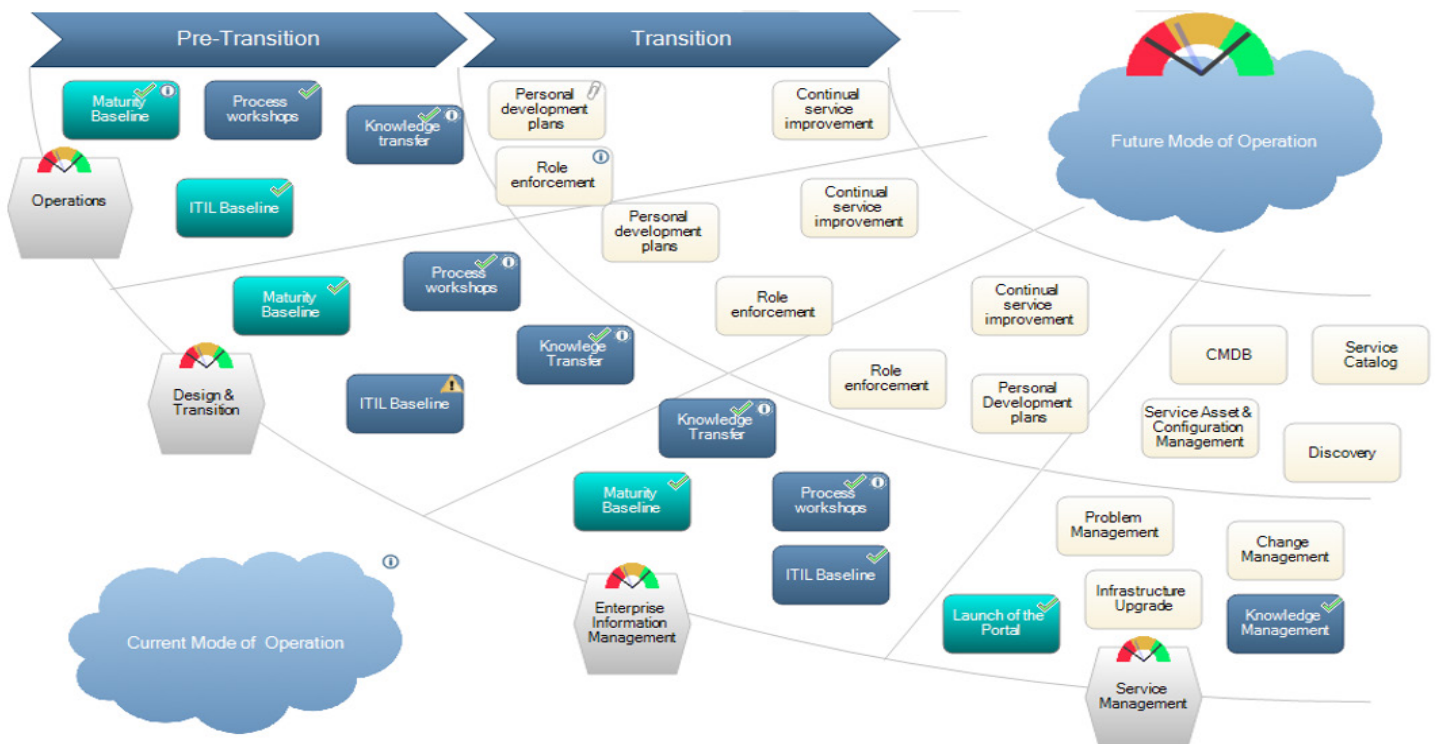 Pre-Transition
Transition
Maturity
Baseline
Process
workshops
Knowledge
transfer
Personal
development
plans
Continual
service
improvement
Future Mode of Operation
Role
enforcement
Operations
ITIL Baseline
Continual
service
improvement
Personal
development
plans
Process
workshops
Maturity
Baseline
Role
enforcement
Continual
service
improvement
Knowlege
Transfer
CMDB
Service
Catalog
Design &
Transition
ITIL Baseline
Role
enforcement
Personal
Development
plans
Knowledge
Transfer
Service Asset &
Configuration
Management
Discovery
Maturity
Baseline
Process
workshops
Problem
Management
Change
Management
ITIL Baseline
Enterprise
Information
Management
Infrastructure
Upgrade
Launch of the
Portal
Knowledge
Management
Current Mode of Operation
Service
Management